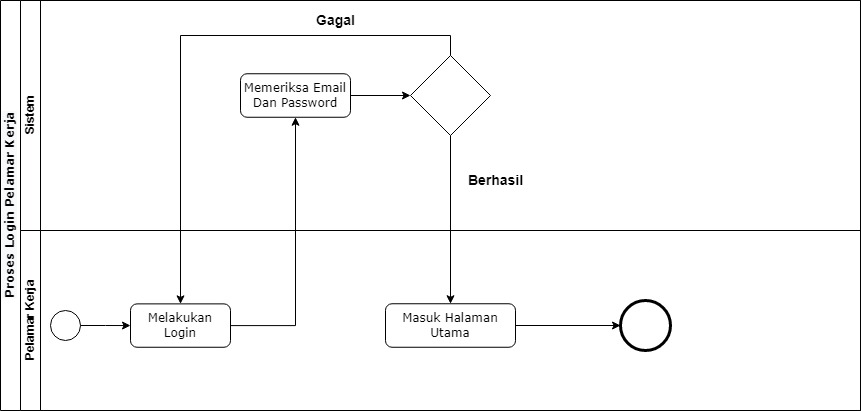 Proses Login Pelamar Kerja
Sistem
Gagal
Memeriksa Email
Dan Password
Berhasil
Pelamar Kerja
Melakukan
Login
Masuk Halaman
Utama